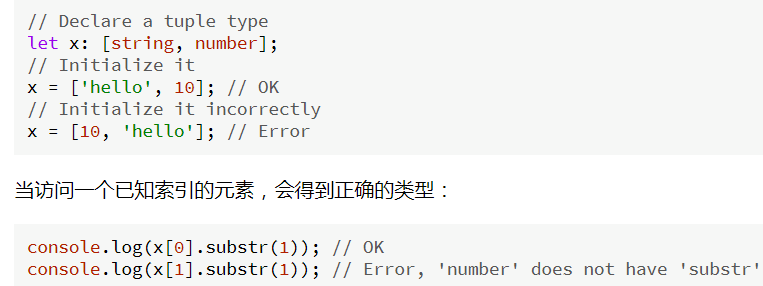 // Declare a tuple type
let x: [string, number];
// Initialize it
x = ['hello', 10]; // OK
// Initialize it incorrectly
x = [10, 'hello']; // Error
当访问一个已知索引的元素，会得到正确的类型：
console.log(x[0].substr(1)); // OK
console.log(x[1].substr(1)); // Error, 'number' does not have 'substr'